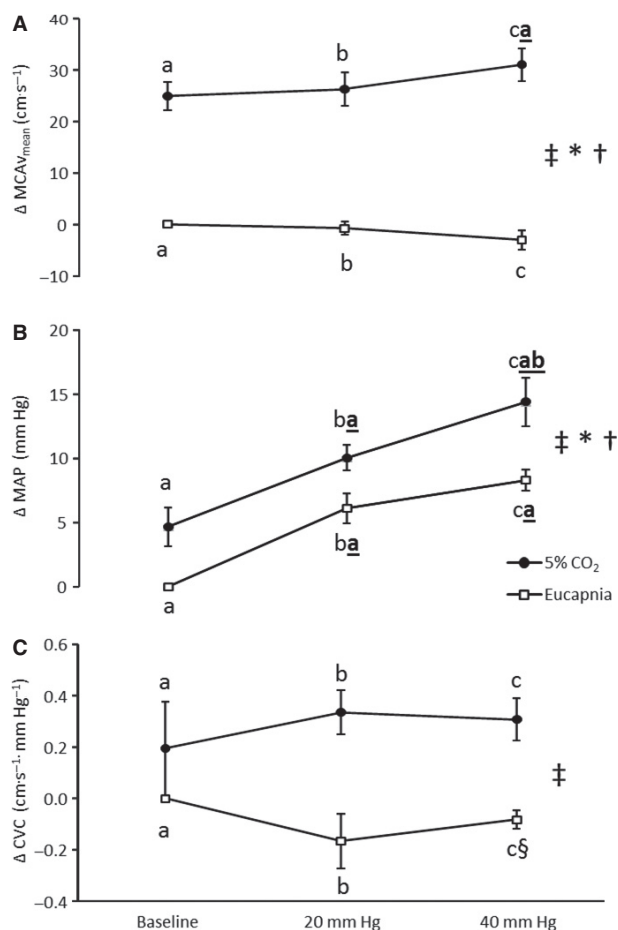 A
40
30
20
10
0
−10
Δ MCAvmean (cm·s−1)
a
b
ca
‡ * †
a
b
c
B
20
15
10
5
0
Δ MAP (mm Hg)
a
ba
cab
‡ * †
a
ba
ca
5% CO2
Eucapnia
C
0.6
0.4
0.2
0.0
−0.2
−0.4
Δ CVC (cm·s−1·mm Hg−1)
a
b
c
‡
a
b
c§
Baseline
20 mm Hg
40 mm Hg